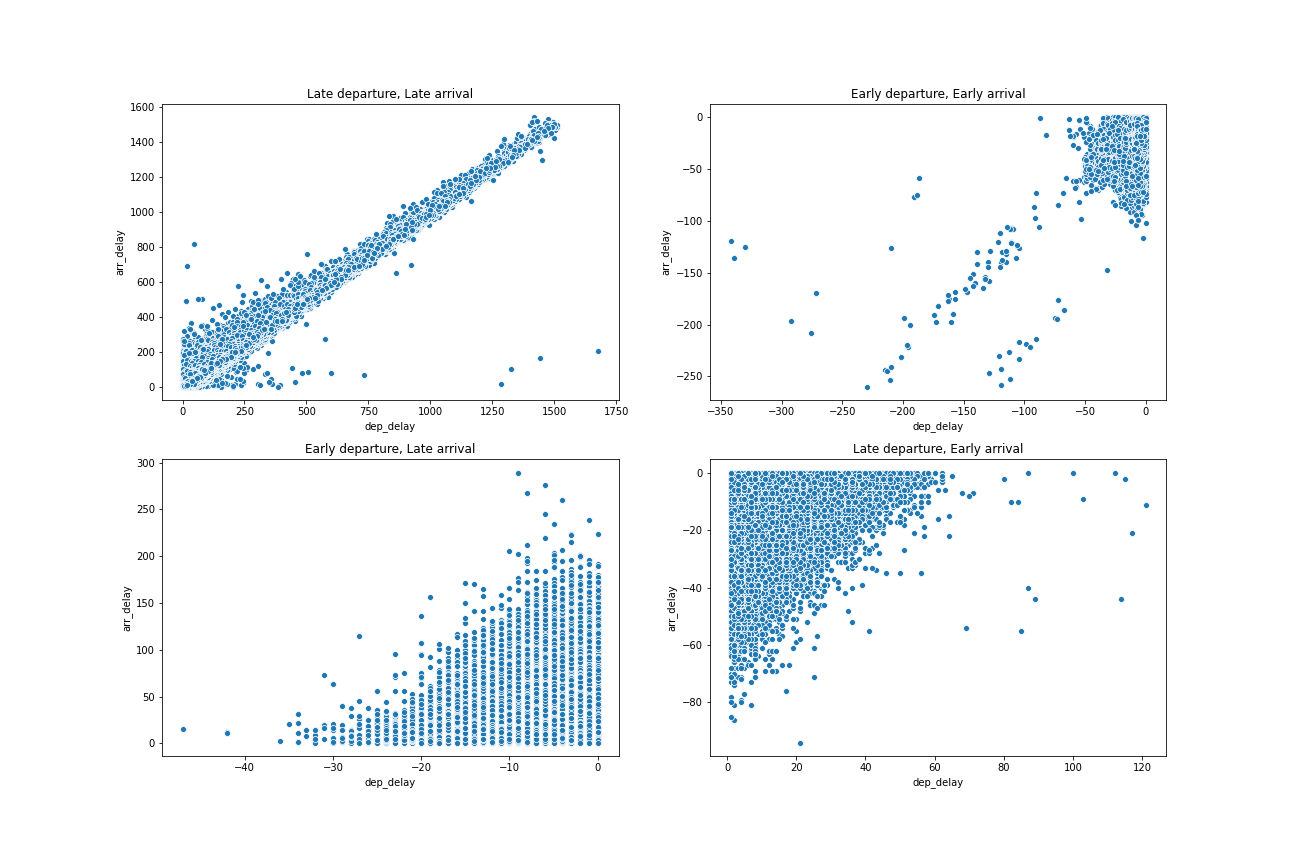 Late departure, Late arrival
1600
1400
1200
1000
800
600
400
200
0
arr_delay
0 250 500 750 1000 1250 1500 1750
dep_delay
Early departure, Early arrival
0
−50
−100
−150
−200
−250
arr_delay
−350 −300 −250 −200 −150 −100 −50 0
dep_delay
Early departure, Late arrival
300
250
200
150
100
50
0
arr_delay
−40 −30 −20 −10 0
dep_delay
Late departure, Early arrival
0
−20
−40
−60
−80
arr_delay
0 20 40 60 80 100 120
dep_delay